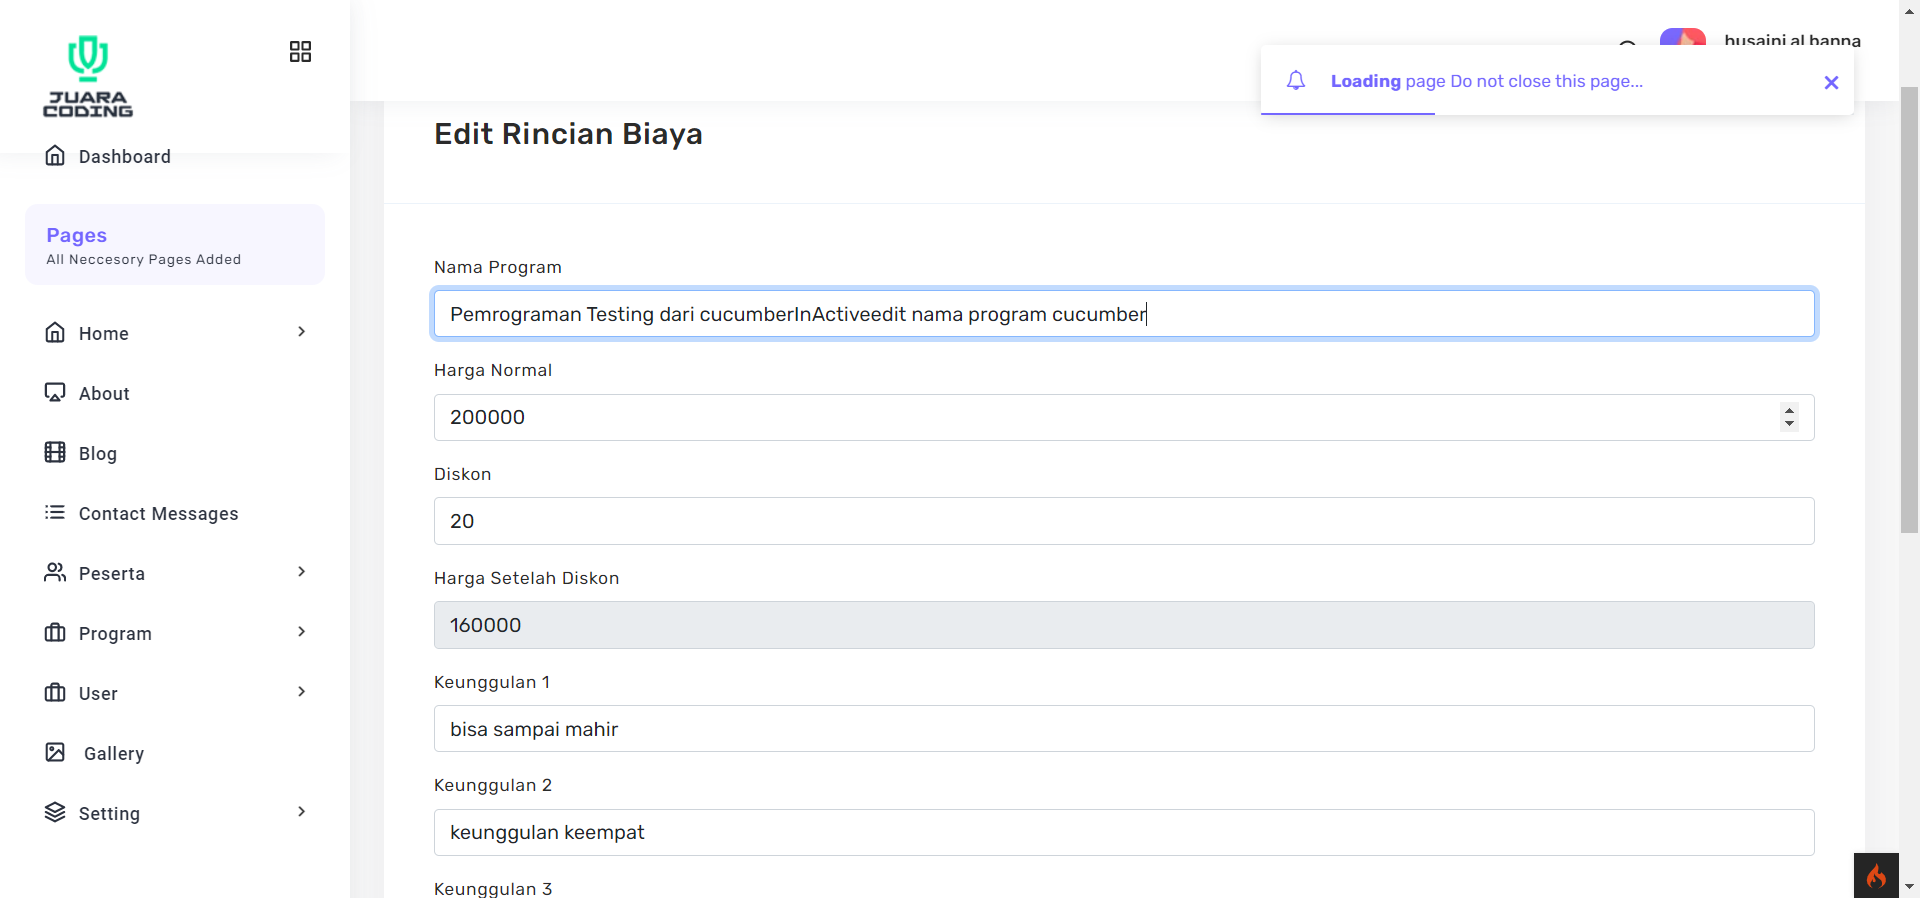 JUARA
CODING
Dashboard
Pages
All Neccesory Pages Added
Home
About
Blog
Contact Messages
Peserta
Program
User
Gallery
Setting
husaini al banna
Loading page Do not close this page...
Edit Rincian Biaya
Nama Program
Pemrograman Testing dari cucumberInActiveedit nama program cucumber
Harga Normal
200000
Diskon
20
Harga Setelah Diskon
160000
Keunggulan 1
bisa sampai mahir
Keunggulan 2
keunggulan keempat
Keunggulan 3